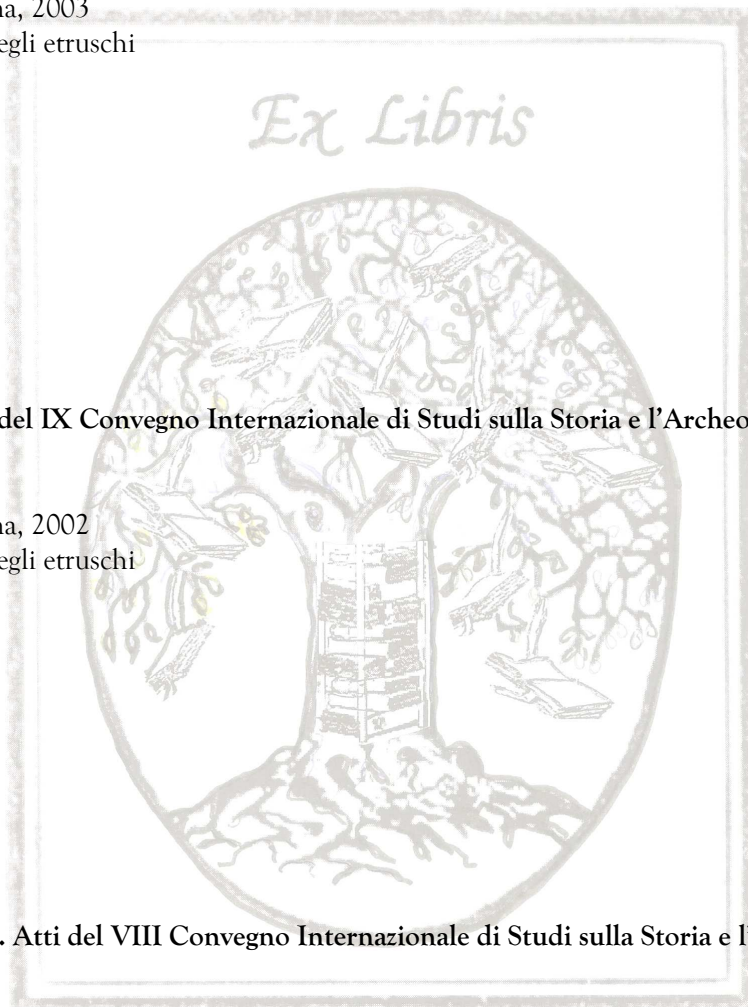 na, 2003
egli etruschi
Ex Libris
del IX Convegno Internazionale di Studi sulla Storia e l’Archeo
na, 2002
egli etruschi
. Atti del VIII Convegno Internazionale di Studi sulla Storia e l’